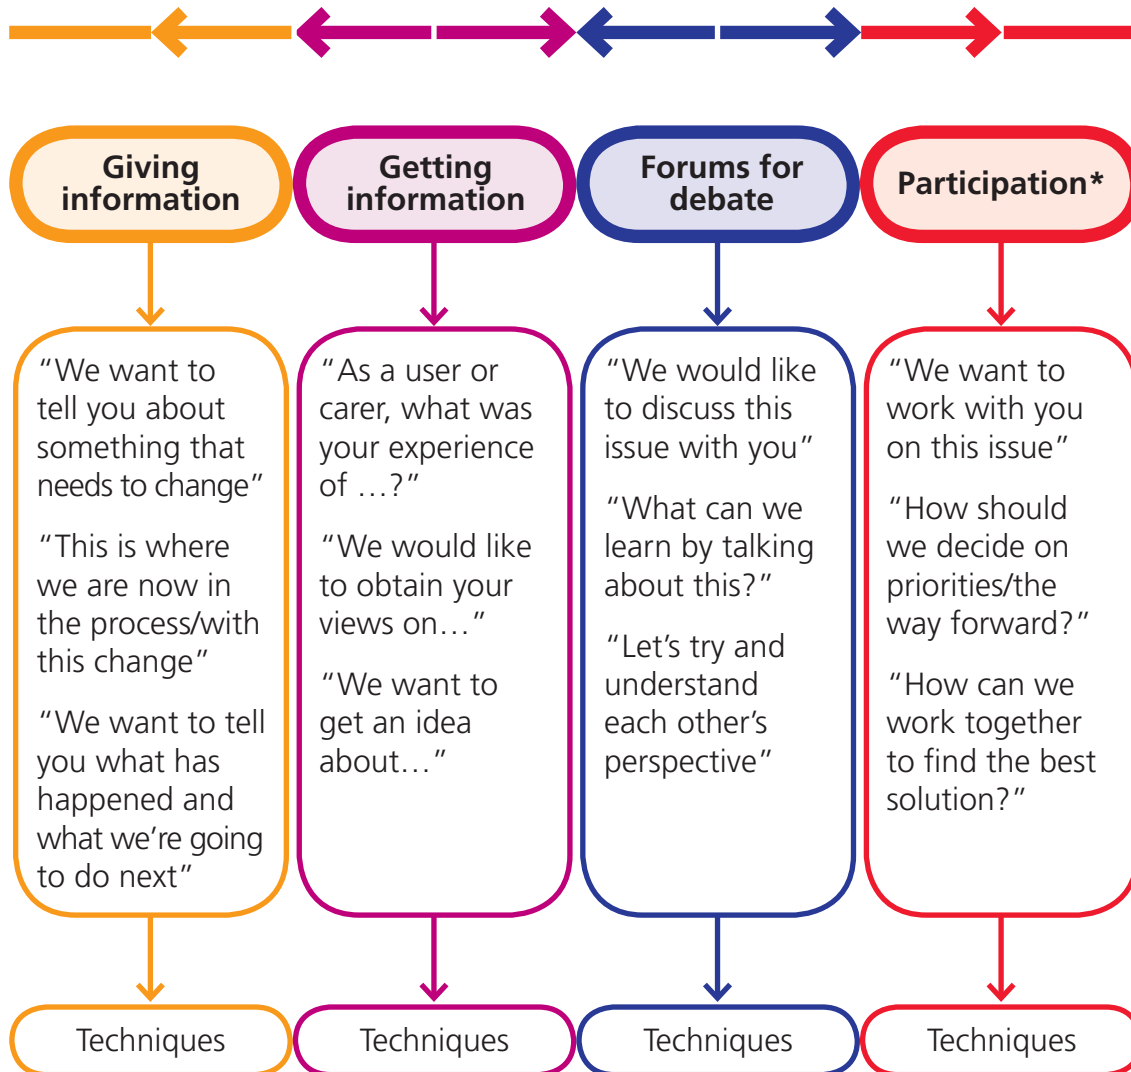 Giving
information
"We want to
tell you about
something that
needs to change"
"This is where
we are now in
the process/with
this change"
"We want to tell
you what has
happened and
what we're going
to do next"
Techniques
Getting
information
"As a user or
carer, what was
your experience
of …?"
"We would like
to obtain your
views on…"
"We want to
get an idea
about…"
Techniques
Forums for
debate
"We would like
to discuss this
issue with you"
"What can we
learn by talking
about this?"
"Let's try and
understand
each other's
perspective"
Techniques
Participation*
"We want to
work with you
on this issue"
"How should
we decide on
priorities/the
way forward?"
"How can we
work together
to find the best
solution?"
Techniques